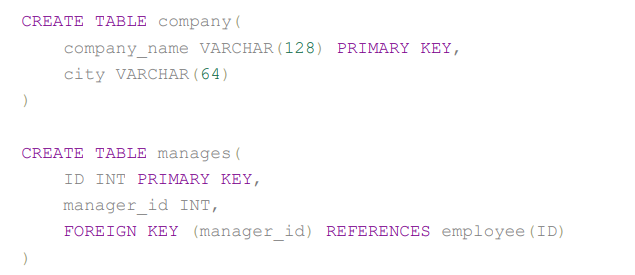 CREATE TABLE company(
company_name VARCHAR(128) PRIMARY KEY,
city VARCHAR(64)
)
CREATE TABLE manages(
ID INT PRIMARY KEY,
manager_id INT,
FOREIGN KEY (manager_id) REFERENCES employee(ID)
)